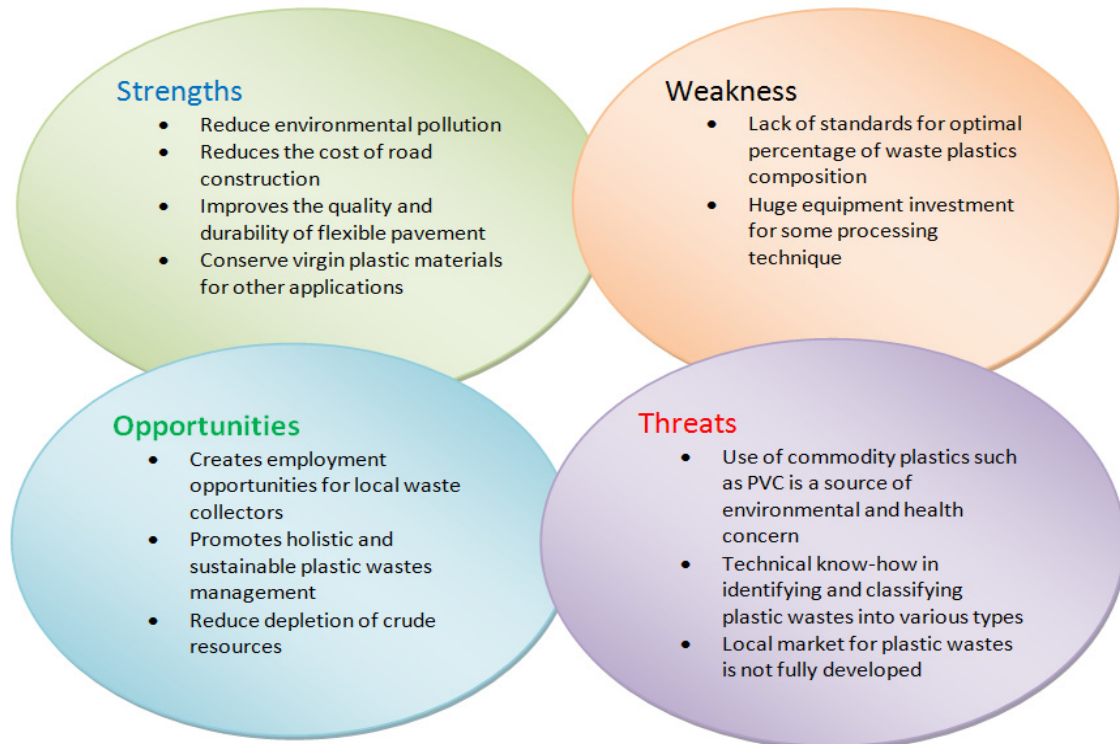 Strengths
• Reduce environmental pollution
• Reduces the cost of road
construction
• Improves the quality and
durability of flexible pavement
• Conserve virgin plastic materials
for other applications
Weakness
• Lack of standards for optimal
percentage of waste plastics
composition
• Huge equipment investment
for some processing
technique
Opportunities
• Creates employment
opportunities for local waste
collectors
• Promotes holistic and
sustainable plastic wastes
management
• Reduce depletion of crude
resources
Threats
• Use of commodity plastics such
as PVC is a source of
environmental and health
concern
• Technical know-how in
identifying and classifying
plastic wastes into various types
• Local market for plastic wastes
is not fully developed